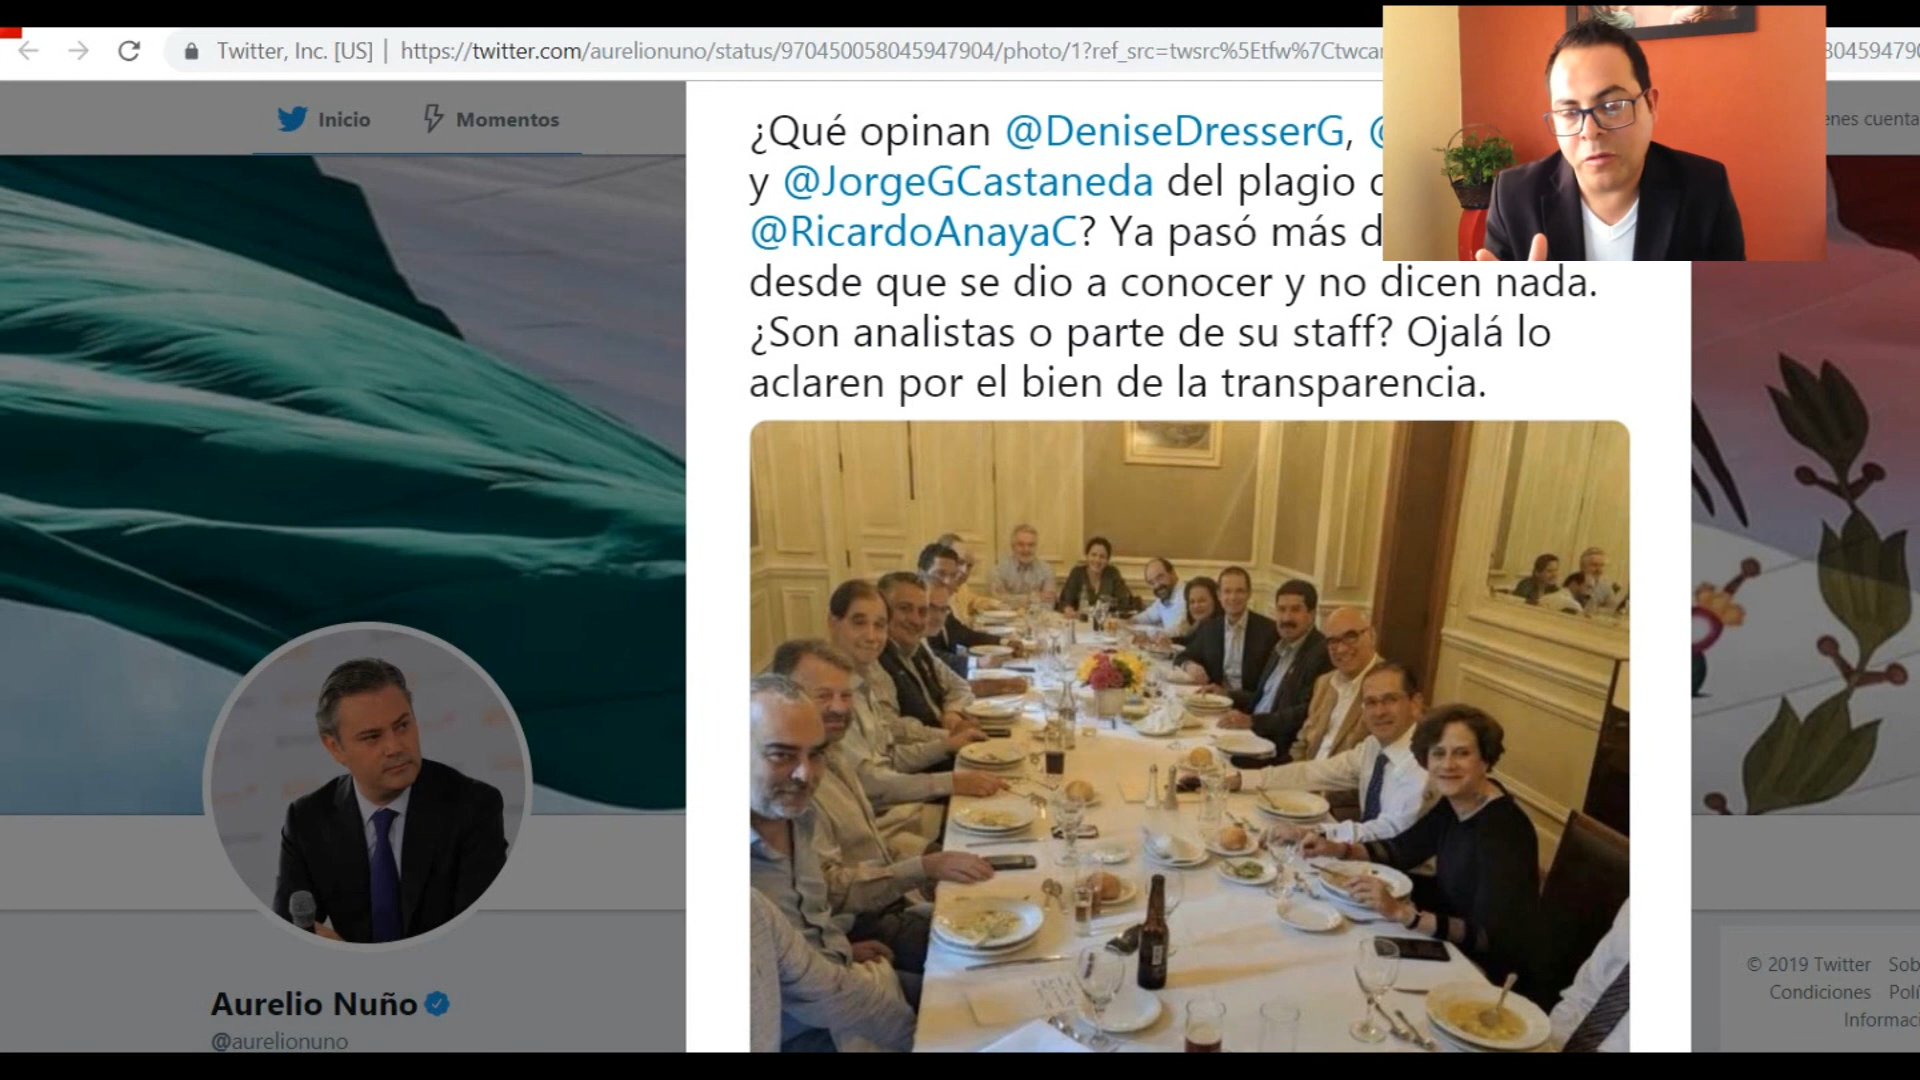 Twitter, Inc. [US] | https://twitter.com/aurelionuno/status/970450058045947904/photo/1?ref_src=twsrc%5Etfw%7Ctwcar
Inicio
Momentos
¿Qué opinan @DeniseDresserG, @
y @JorgeGCastaneda del plagio
@RicardoAnayaC? Ya pasó más
desde que se dio a conocer y no dicen nada.
¿Son analistas o parte de su staff? Ojalá lo
aclaren por el bien de la transparencia.
Aurelio Nuño
@aurelionuno
cuenta
© 2019 Twitter
Condiciones